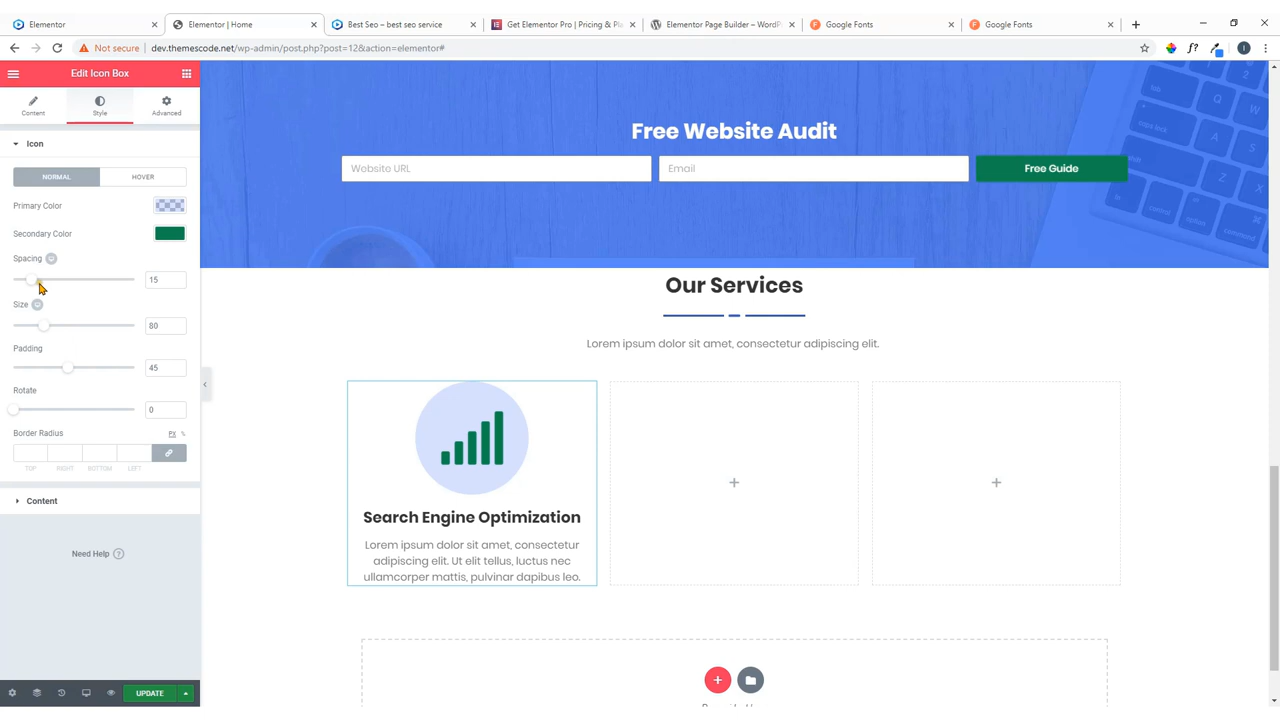 Elementor
Elementor | Home
Best Seo – best seo service
Get Elementor Pro | Pricing & Pl
Elementor Page Builder – WordP
Google Fonts
Google Fonts
Not secure
dev.themescode.net/wp-admin/post.php?post=12&action=elementor#
f?
I
Edit Icon Box
Content
Style
Advanced
Icon
NORMAL
HOVER
Primary Color
Secondary Color
Spacing
15
Size
80
Padding
45
Rotate
0
Border Radius
PX %
TOP RIGHT BOTTOM LEFT
Content
Need Help ?
UPDATE
Free Website Audit
Website URL
Email
Free Guide
Our Services
Lorem ipsum dolor sit amet, consectetur adipiscing elit.
Search Engine Optimization
Lorem ipsum dolor sit amet, consectetur
adipiscing elit. Ut elit tellus, luctus nec
ullamcorper mattis, pulvinar dapibus leo.